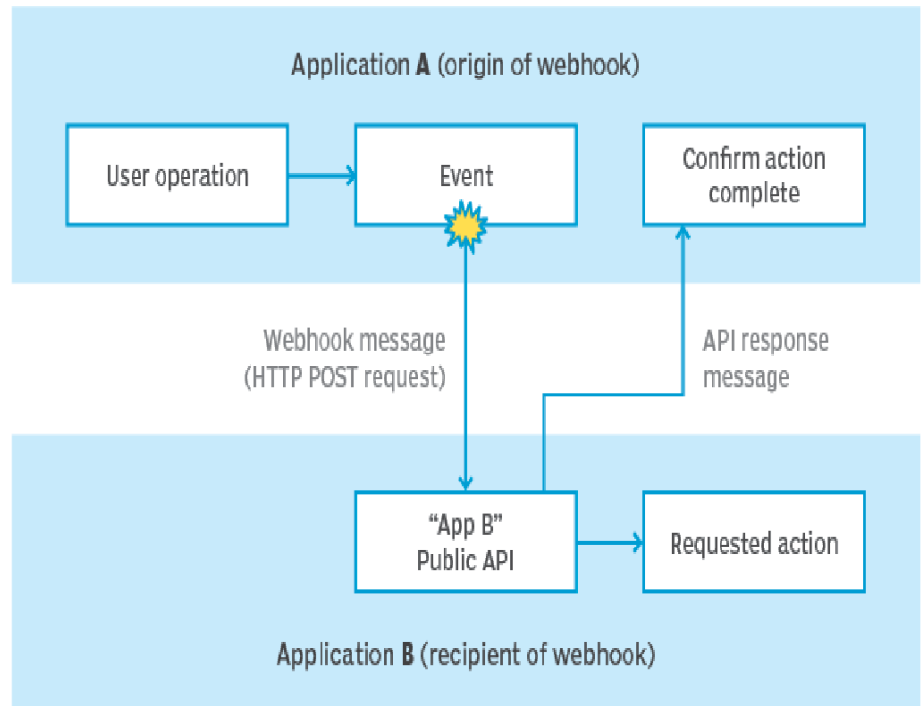 Application A (origin of webhook)
User operation
Event
Confirm action
complete
Webhook message
(HTTP POST request)
API response
message
“App B”
Public API
Requested action
Application B (recipient of webhook)